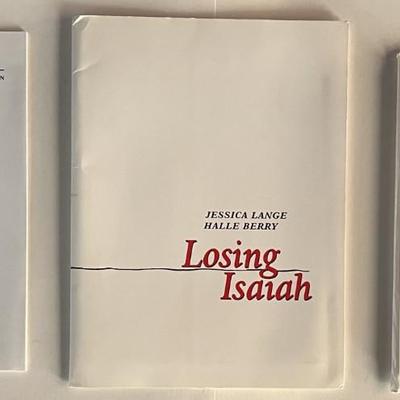 N
JESSICA LANGE
HALLE BERRY
Losing
Isaiah